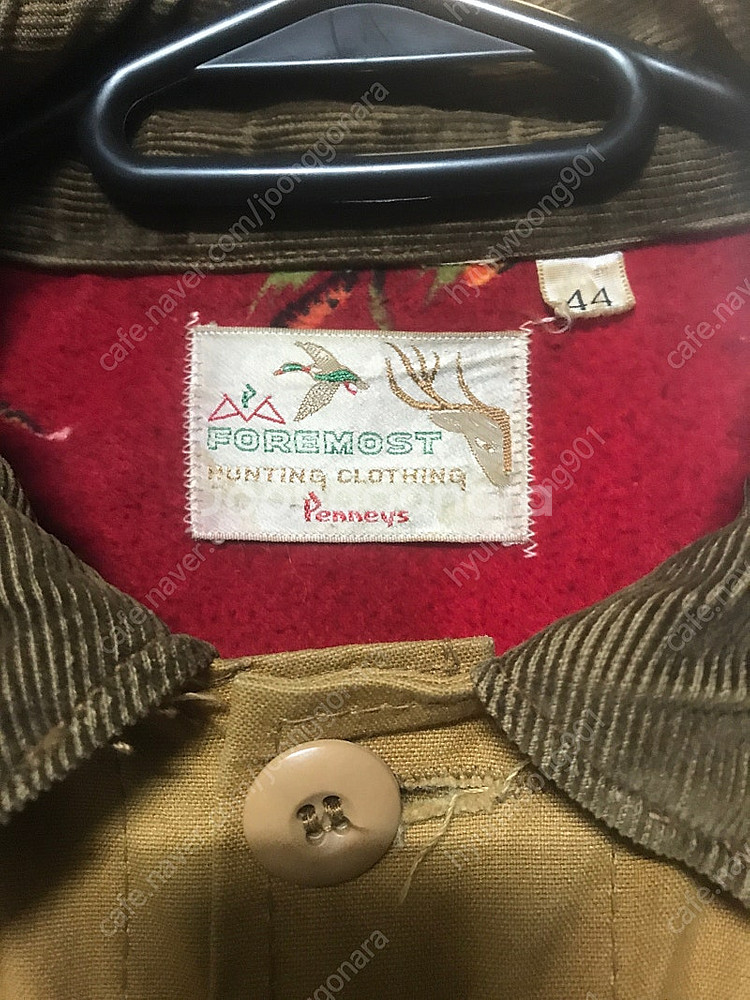 44
FOREMOST
HUNTING CLOTHING
Penneys
cafe.naver.com/joonggonara
hyunwoong901